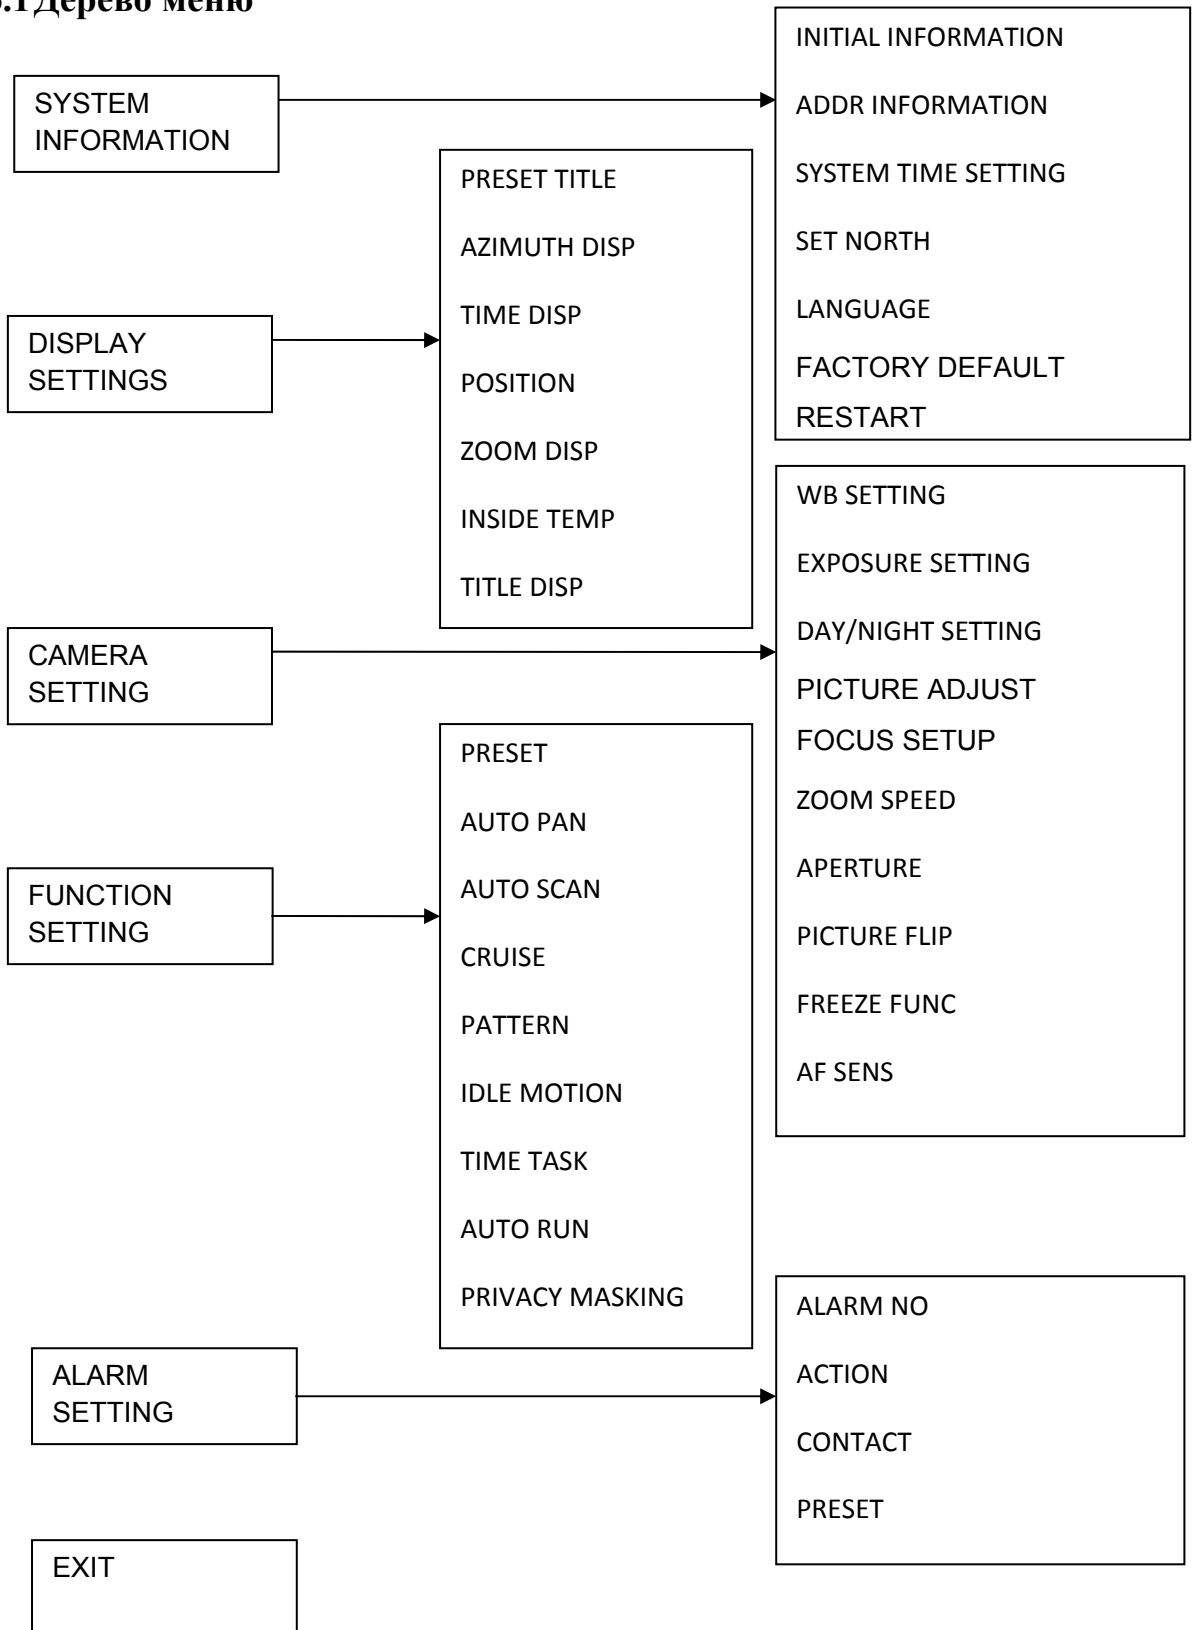 .1 Дерево меню
SYSTEM
INFORMATION
INITIAL INFORMATION
ADDR INFORMATION
SYSTEM TIME SETTING
SET NORTH
LANGUAGE
FACTORY DEFAULT
RESTART
DISPLAY
SETTINGS
PRESET TITLE
AZIMUTH DISP
TIME DISP
POSITION
ZOOM DISP
INSIDE TEMP
TITLE DISP
CAMERA
SETTING
WB SETTING
EXPOSURE SETTING
DAY/NIGHT SETTING
PICTURE ADJUST
FOCUS SETUP
ZOOM SPEED
APERTURE
PICTURE FLIP
FREEZE FUNC
AF SENS
FUNCTION
SETTING
PRESET
AUTO PAN
AUTO SCAN
CRUISE
PATTERN
IDLE MOTION
TIME TASK
AUTO RUN
PRIVACY MASKING
ALARM
SETTING
ALARM NO
ACTION
CONTACT
PRESET
EXIT